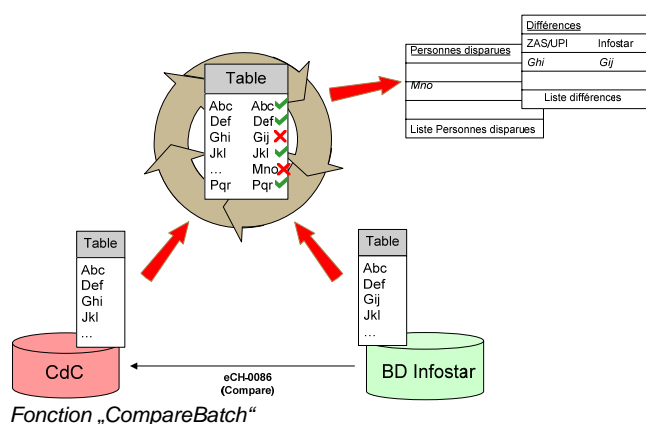 Différences
ZAS/UPI Infostar
Ghi Gij
Liste différences
Personnes disparues
Mno
Liste Personnes disparues
Table
Abc Abc
Def Def
Ghi Gij
Jkl Jkl
... Mno
Pqr Pqr
Table
Abc
Def
Ghi
Jkl
...
Table
Abc
Def
Gij
Jkl
...
CdC
eCH-0086
(Compare)
BD Infostar
Fonction „CompareBatch“